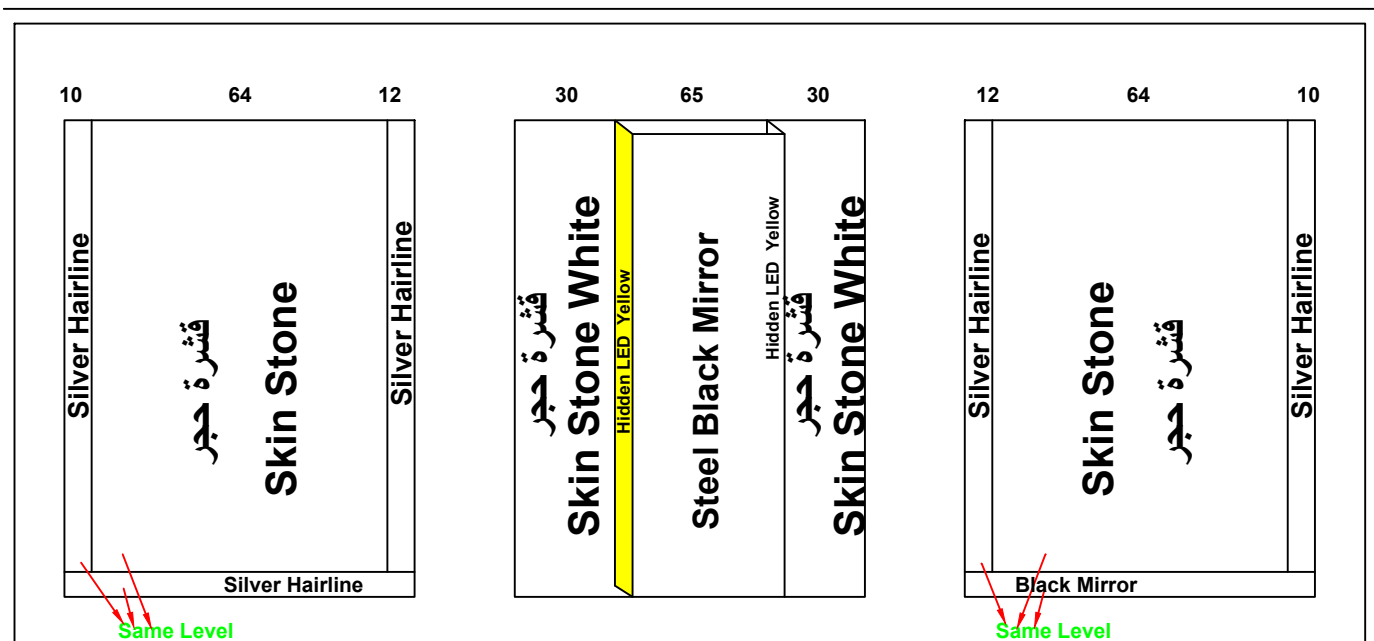 10 64 12
30 65 30
12 64 10
Silver Hairline
قشرة حجر
Skin Stone
Silver Hairline
Silver Hairline
Same Level
قشرة حجر
Skin Stone White
Hidden LED Yellow
Steel Black Mirror
Hidden LED Yellow
قشرة حجر
Skin Stone White
Silver Hairline
Skin Stone
قشرة حجر
Silver Hairline
Black Mirror
Same Level